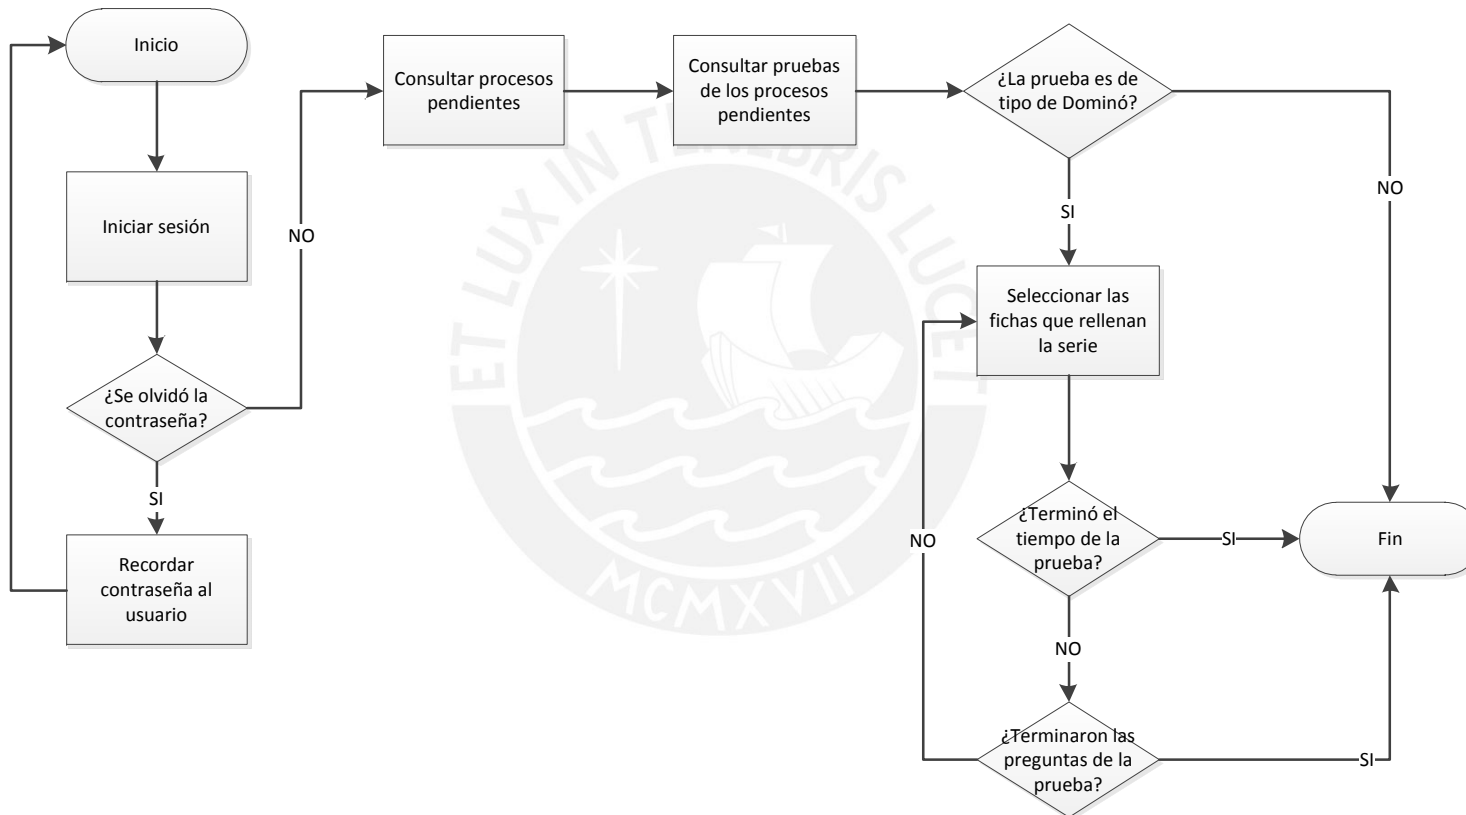 Inicio
Iniciar sesión
¿Se olvidó la
contraseña?
SI
Recordar
contraseña al
usuario
NO
Consultar procesos
pendientes
Consultar pruebas
de los procesos
pendientes
¿La prueba es de
tipo de Dominó?
SI
NO
Seleccionar las
fichas que rellenan
la serie
¿Terminó el
tiempo de la
prueba?
SI
NO
¿Terminaron las
preguntas de la
prueba?
NO
SI
Fin
ET LUX IN TENEBRIS LUCET
MCMXVII